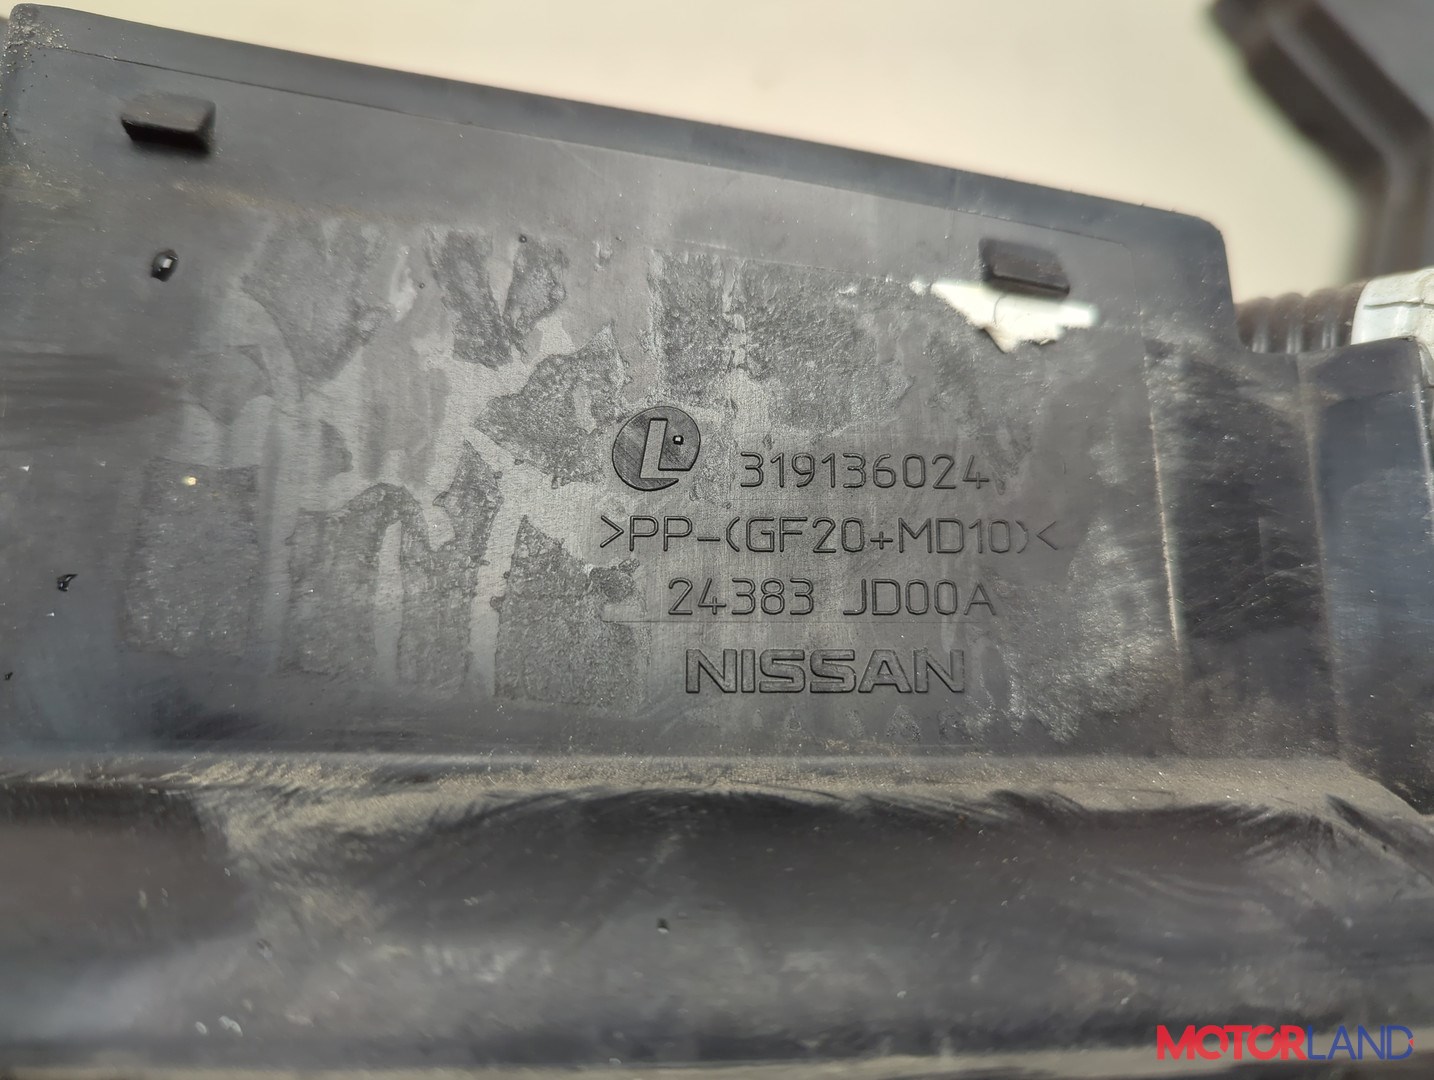 L 319136024
>PP-(GF20+MD10)<
24383 JD00A
NISSAN
MOTORLAND